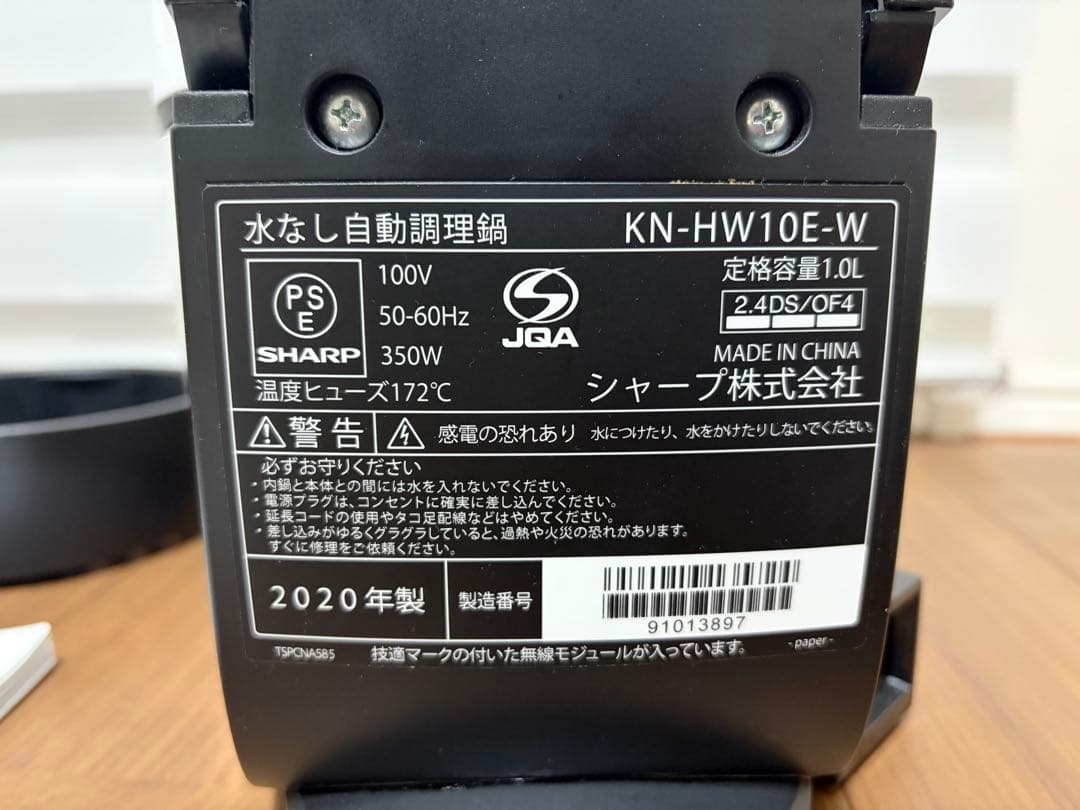 水なし自動調理鍋 KN-HW10E-W
PS
E
SHARP
100V
50-60Hz
350W
JQA
定格容量1.0L
2.4DS/OF4
MADE IN CHINA
温度ヒューズ172℃
シャープ株式会社
警告 感電の恐れあり 水につけたり、水をかけたりしないでください。
必ずお守りください
・内鍋と本体との間には水を入れないでください。
・電源プラグは、コンセントに確実に差し込んでください。
・延長コードの使用やタコ足配線などはやめてください。
・差し込みがゆるくグラグラしていると、過熱や火災の恐れがあります。
すぐに修理をご依頼ください。
2020年製 製造番号
91013897
TSPCNA585 技適マークの付いた無線モジュールが入っています。 -paper-